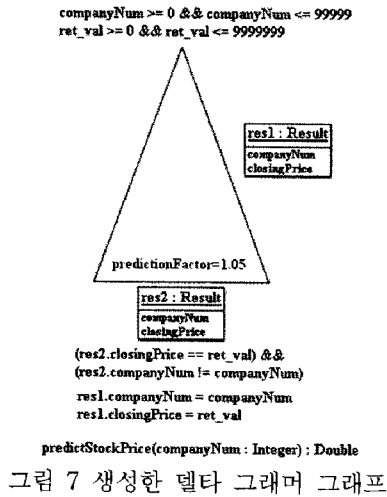 companyNum >= 0 && companyNum <= 99999
ret_val >= 0 && ret_val <= 9999999
res1 : Result
companyNum
closingPrice
predictionFactor=1.05
res2 : Result
companyNum
closingPrice
(res2.closingPrice == ret_val) &&
(res2.companyNum != companyNum)
res1.companyNum = companyNum
res1.closingPrice = ret_val
predictStockPrice(companyNum : Integer) : Double
그림 7 생성한 델타 그래머 그래프